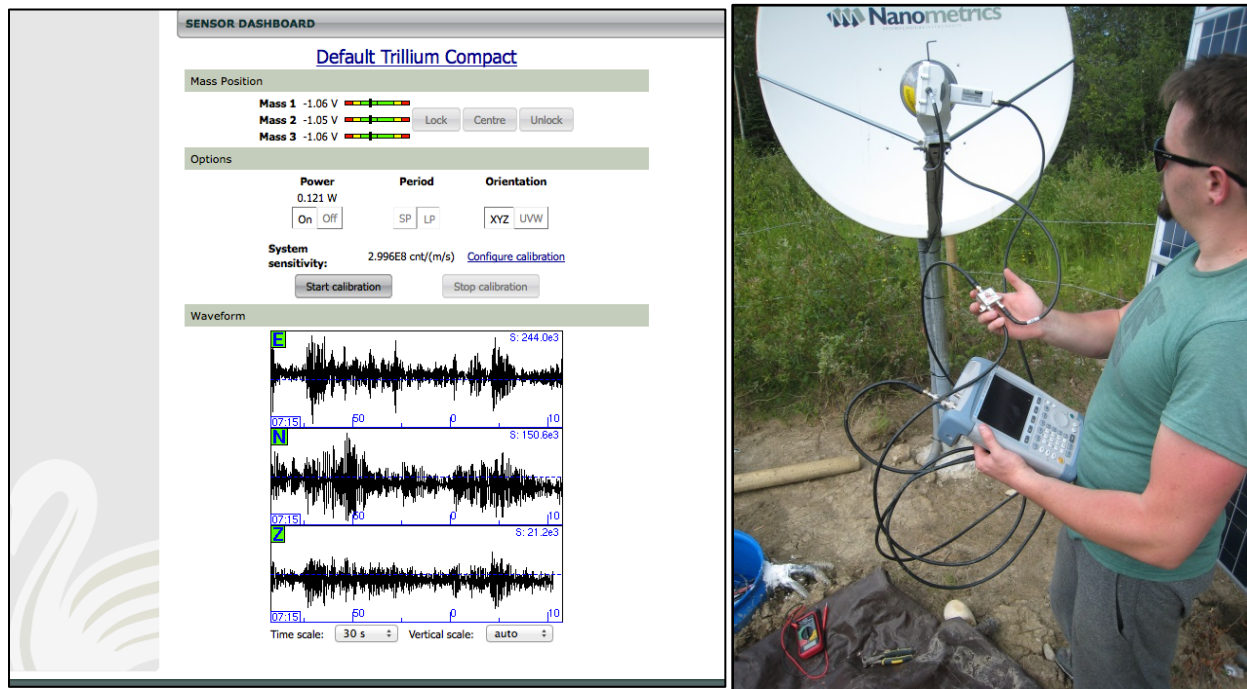 SENSOR DASHBOARD
Default Trillium Compact
Mass Position
Mass 1 -1.06 V
Mass 2 -1.05 V Lock Centre Unlock
Mass 3 -1.06 V
Options
Power Period Orientation
0.121 W
On Off SP LP XYZ UVW
System
sensitivity: 2.996E8 cnt/(m/s) Configure calibration
Start calibration Stop calibration
Waveform
E S: 244.0e3
07:15 50 0 10
N S: 150.6e3
07:15 50 0 10
Z S: 21.2e3
07:15 50 0 10
Time scale: 30 s Vertical scale: auto
Nanometrics